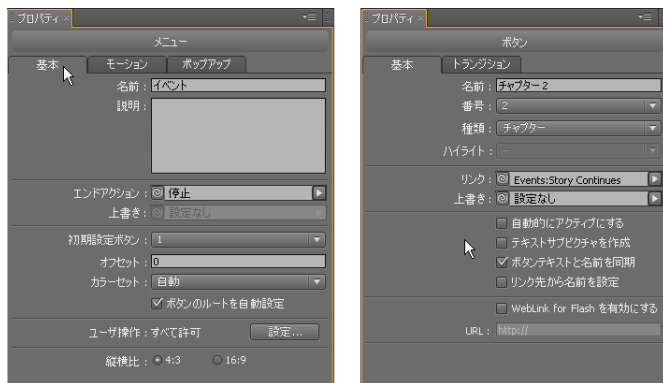 プロパティ ×
メニュー
基本 モーション ポップアップ
名前 : イベント
説明 :
エンドアクション : 停止
上書き : 設定なし
初期設定ボタン : 1
オフセット : 0
カラーセット : 自動
ボタンのルートを自動設定
ユーザ操作 : すべて許可 設定...
縦横比 : 4:3 16:9
プロパティ ×
ボタン
基本 トランジション
名前 : チャプター 2
番号 : 2
種類 : チャプター
ハイライト : --
リンク : Events:Story Continues
上書き : 設定なし
自動的にアクティブにする
テキストサブピクチャを作成
ボタンテキストと名前を同期
リンク先から名前を設定
WebLink for Flash を有効にする
URL : http://